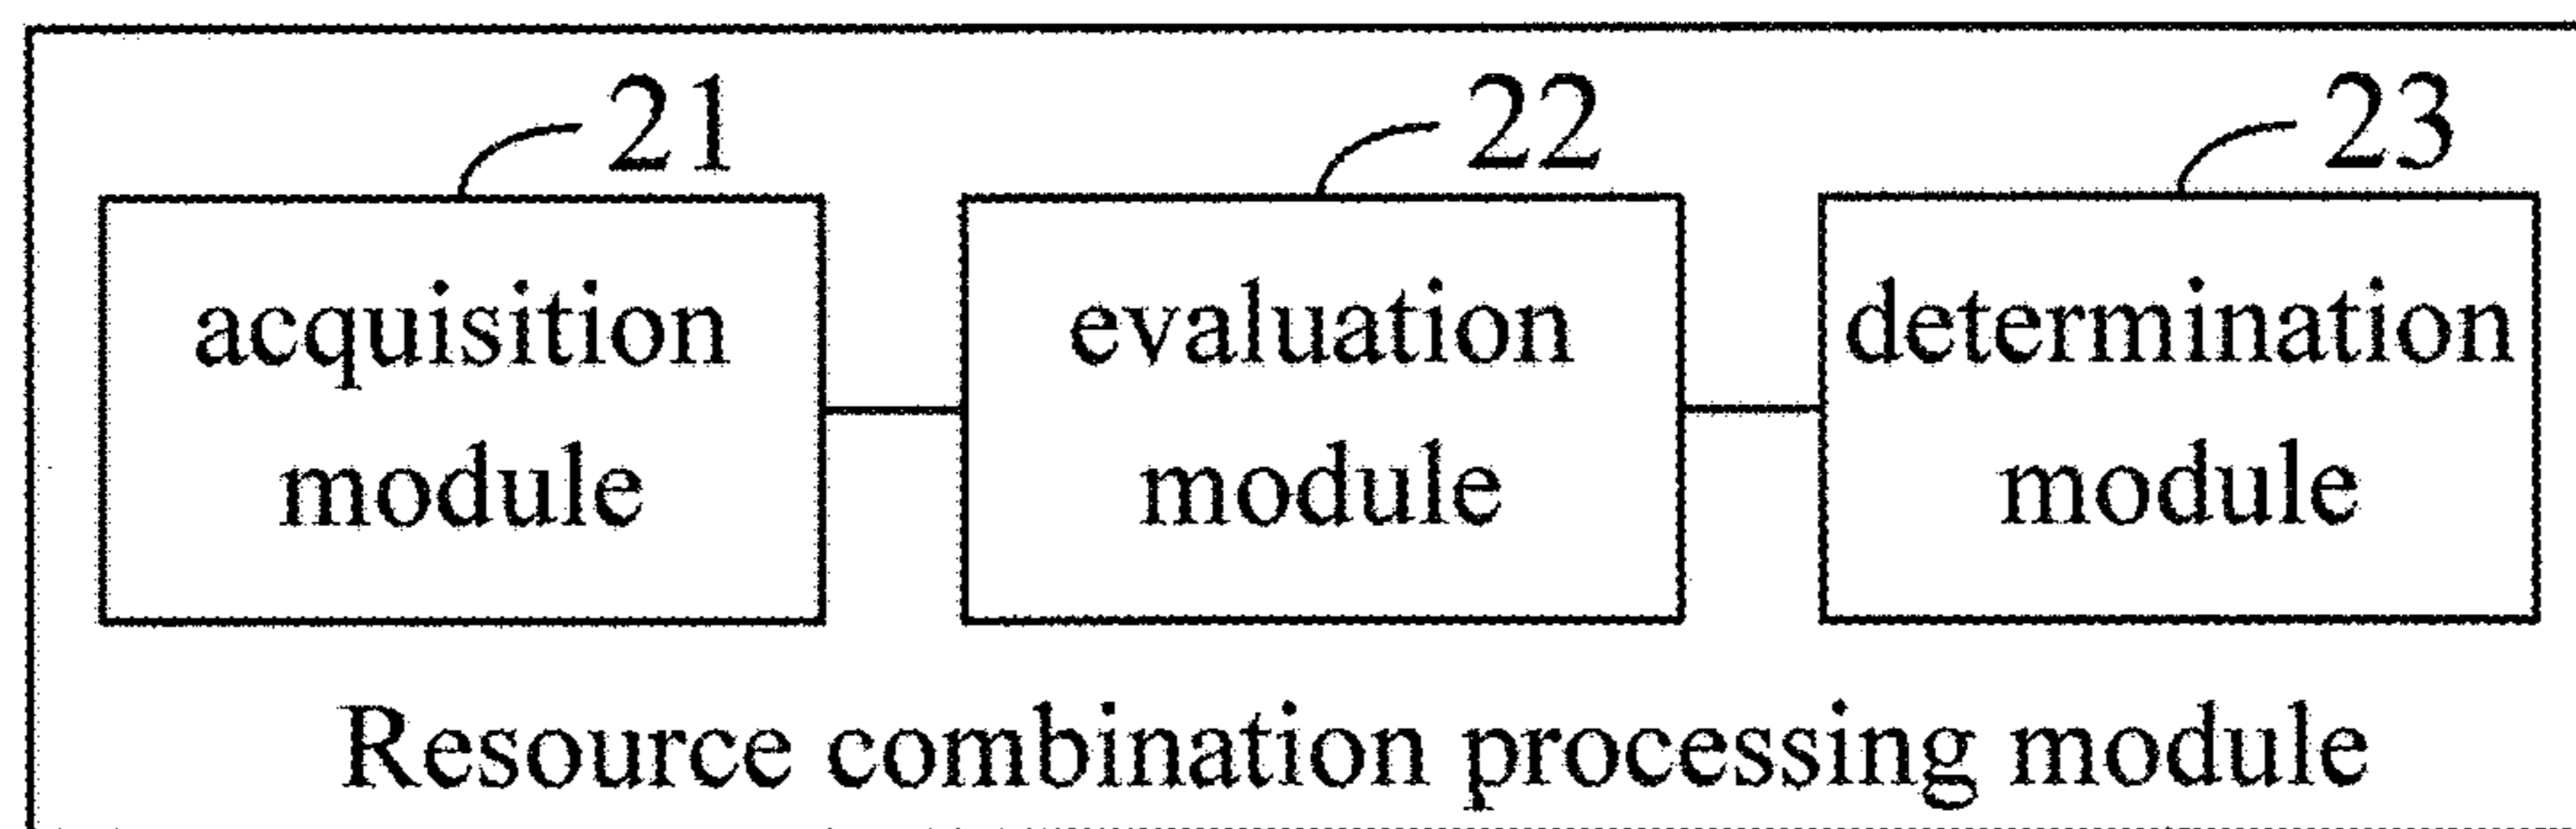 21 22 23
acquisition evaluation determination
module module module
Resource combination processing module